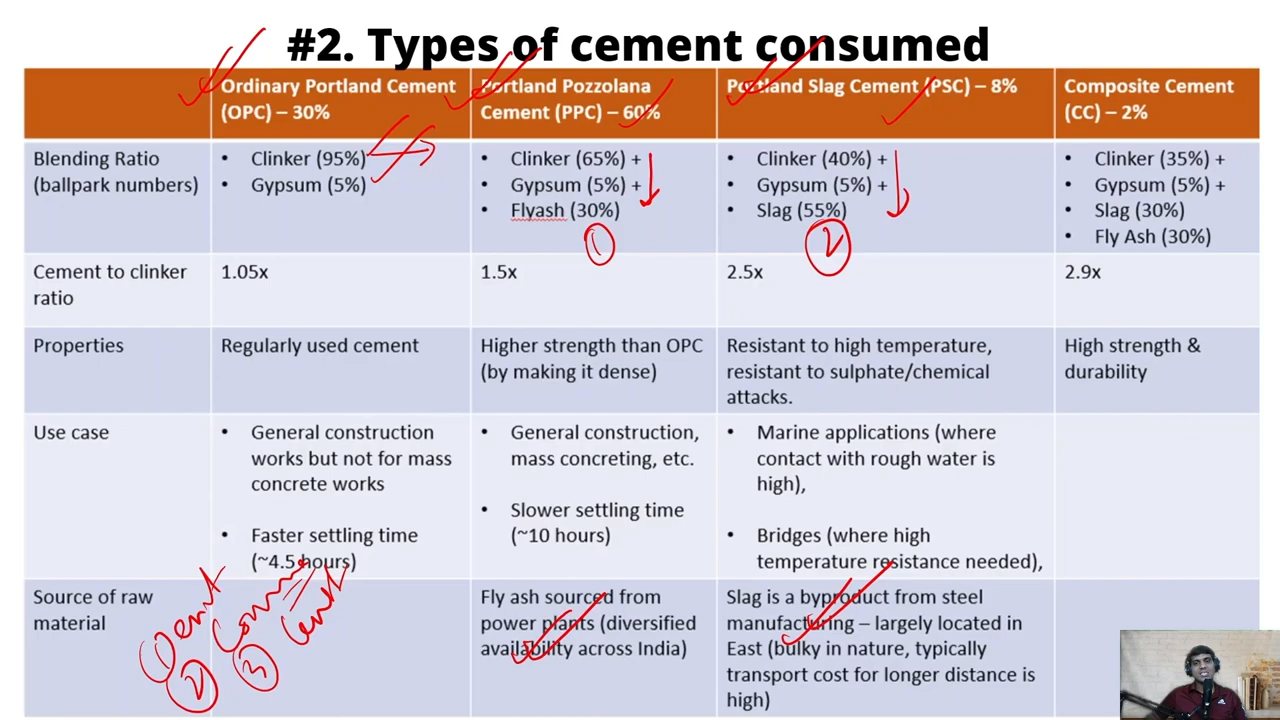 #2. Types of cement consumed
Ordinary Portland Cement
(OPC) – 30%
Portland Pozzolana
Cement (PPC) – 60%
Portland Slag Cement (PSC) – 8%
Composite Cement
(CC) – 2%
Blending Ratio
(ballpark numbers)
• Clinker (95%)
• Gypsum (5%)
• Clinker (65%) +
• Gypsum (5%) +
• Flyash (30%)
1
• Clinker (40%) +
• Gypsum (5%) +
• Slag (55%)
2
• Clinker (35%) +
• Gypsum (5%) +
• Slag (30%)
• Fly Ash (30%)
Cement to clinker
ratio
1.05x
1.5x
2.5x
2.9x
Properties
Regularly used cement
Higher strength than OPC
(by making it dense)
Resistant to high temperature,
resistant to sulphate/chemical
attacks.
High strength &
durability
Use case
• General construction
works but not for mass
concrete works
• Faster settling time
(~4.5 hours)
• General construction,
mass concreting, etc.
• Slower settling time
(~10 hours)
• Marine applications (where
contact with rough water is
high),
• Bridges (where high
temperature resistance needed),
Source of raw
material
Fly ash sourced from
power plants (diversified
availability across India)
Slag is a byproduct from steel
manufacturing – largely located in
East (bulky in nature, typically
transport cost for longer distance is
high)